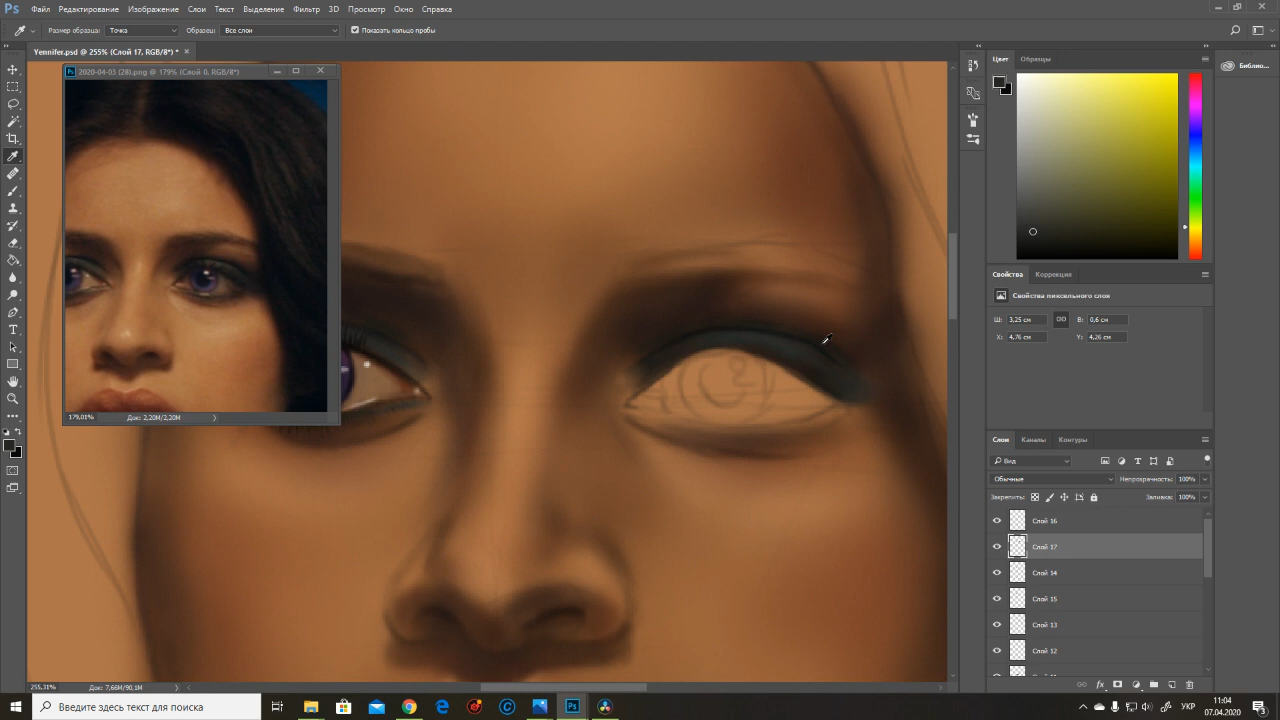 Ps Файл Редактирование Изображение Слои Текст Выделение Фильтр 3D Просмотр Окно Справка
Размер образца: Точка Образец: Все слои Показать кольцо пробы
Yennifer.psd @ 255% (Слой 17, RGB/8*) * ×
Цвет Образцы
Библио...
Ps 2020-04-03 (28).png @ 179% (Слой 0, RGB/8*)
Свойства Коррекция
Свойства пиксельного слоя
Ш: 3,25 см В: 0,6 см
X: 4,76 см Y: 4,26 см
179,01% Док: 2,20M/2,20M
Слои Каналы Контуры
Вид
Обычные Непрозрачность: 100%
Закрепить: Заливка: 100%
Слой 16
Слой 17
Слой 14
Слой 15
Слой 13
Слой 12
255,31% Док: 7,66M/90,1M
Введите здесь текст для поиска
Ps
УКР
11:04
07.04.2020